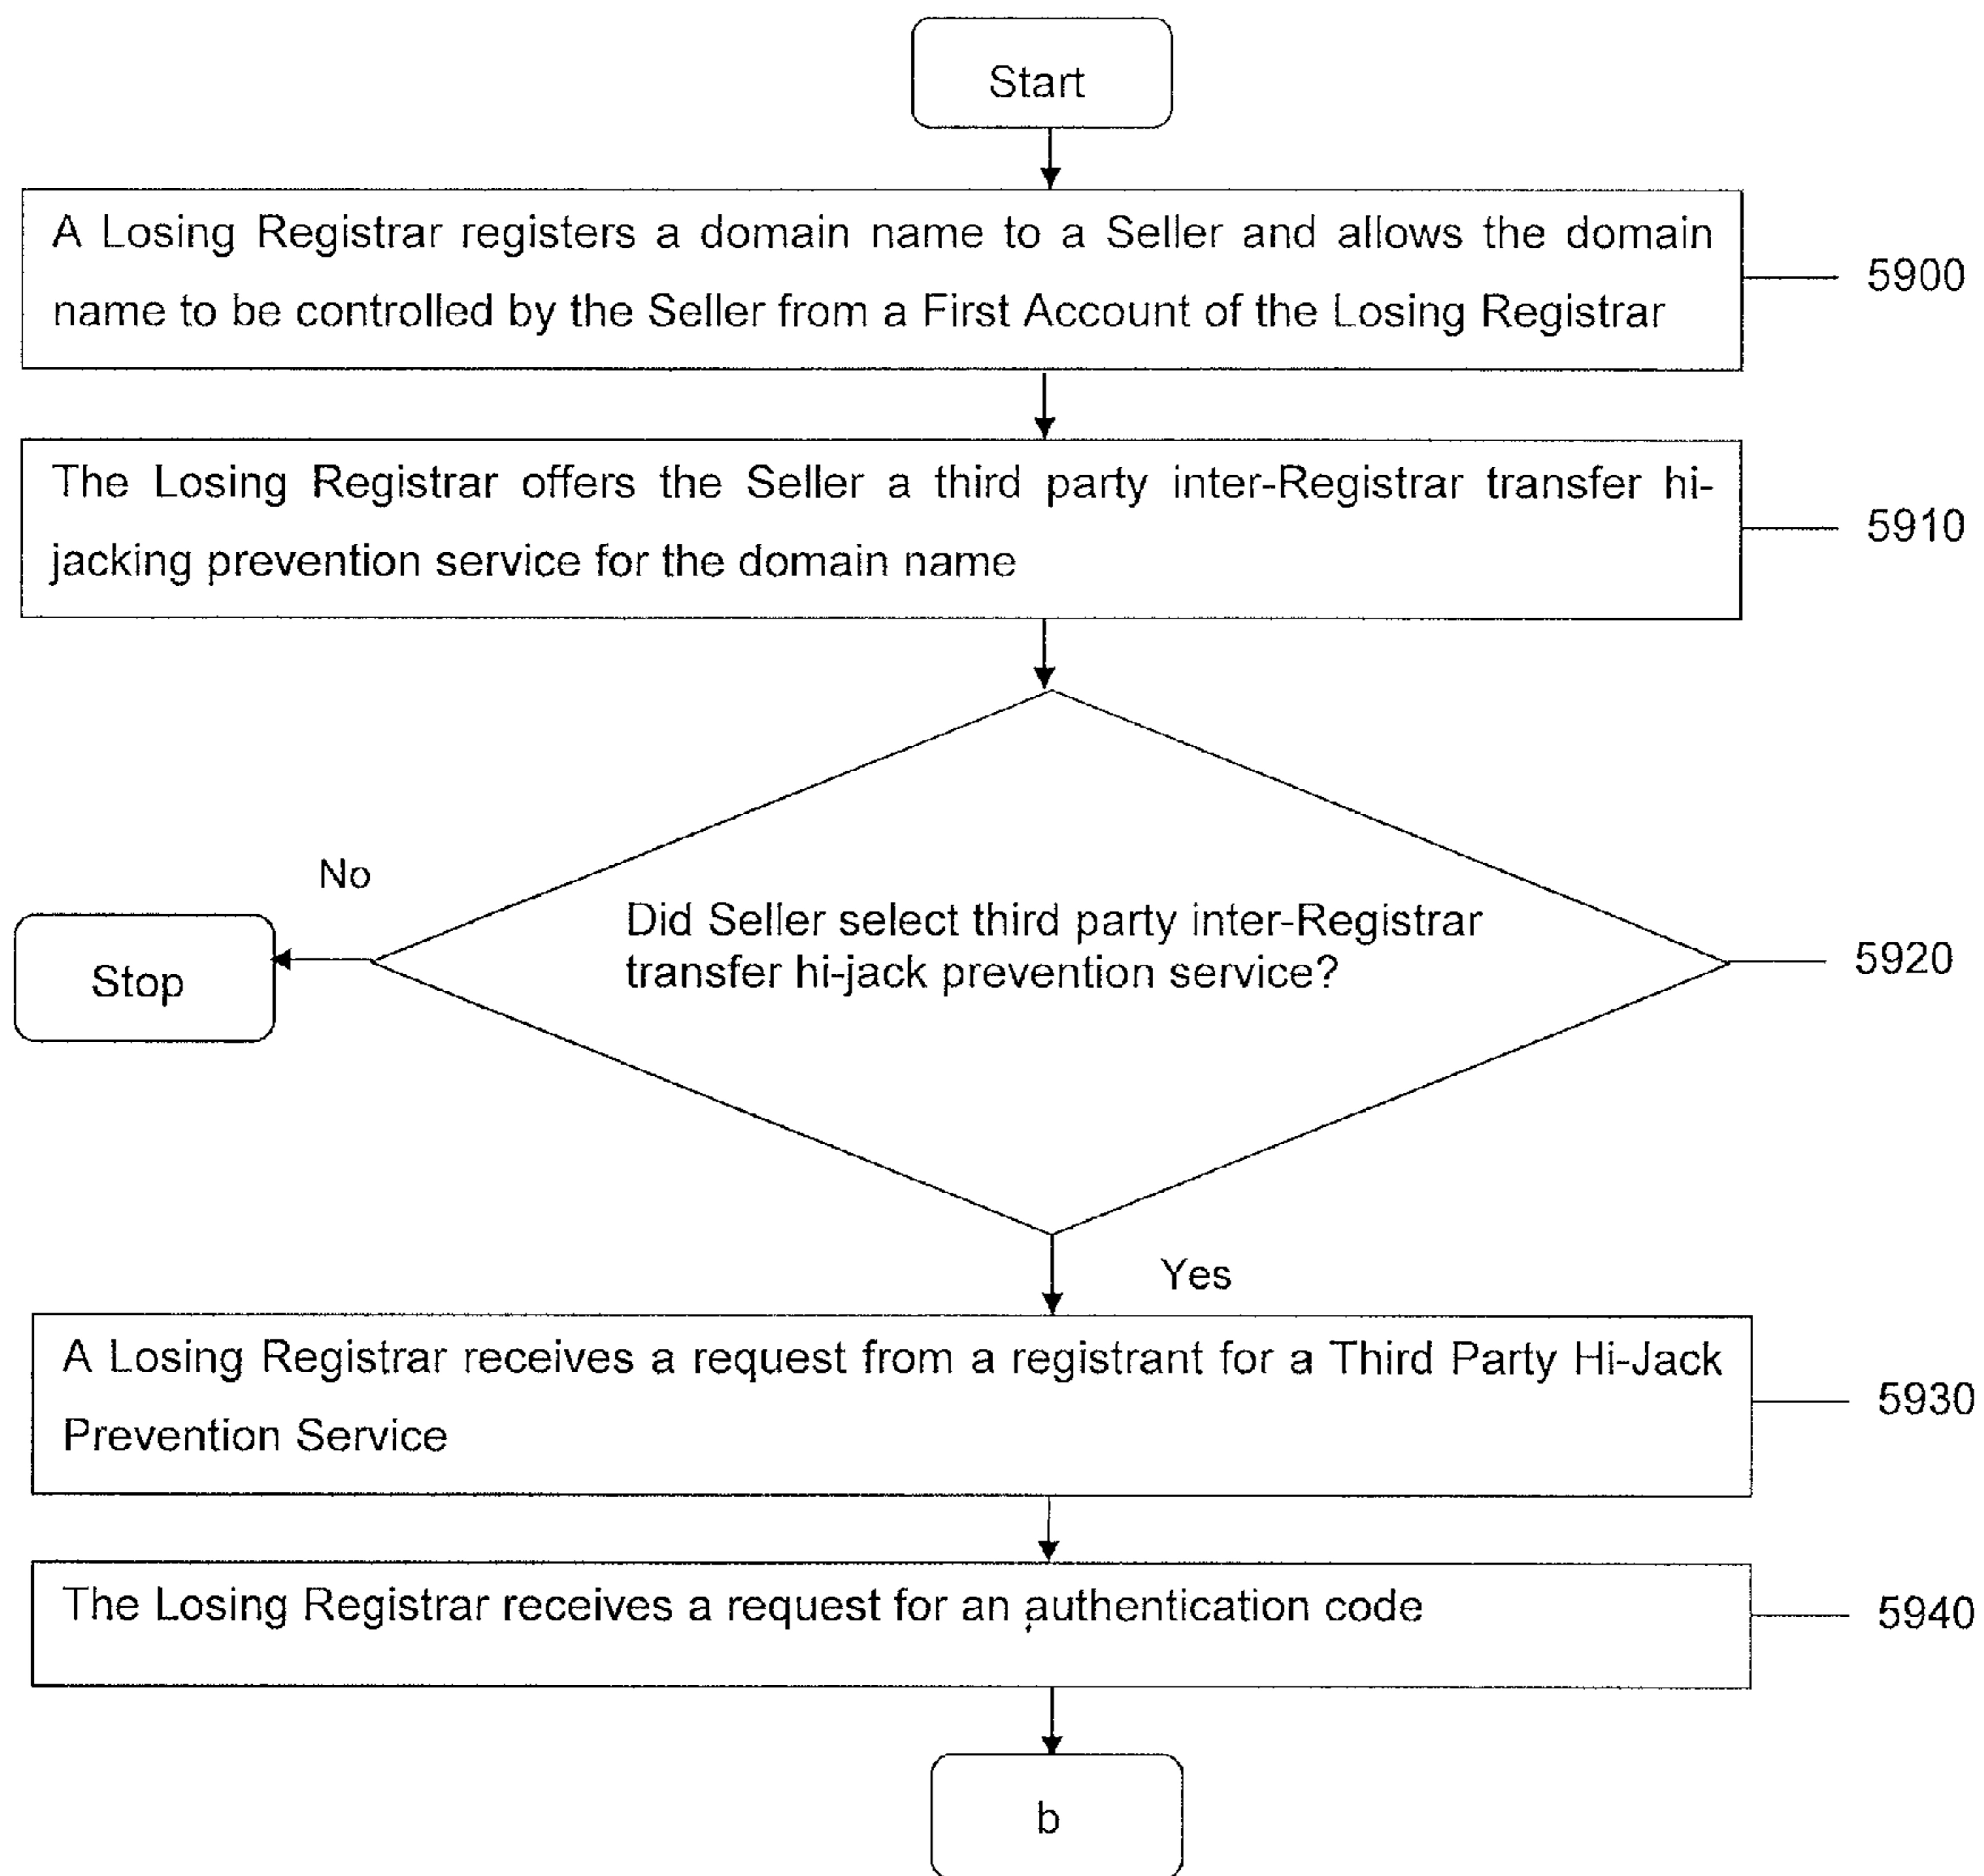 Start
A Losing Registrar registers a domain name to a Seller and allows the domain
name to be controlled by the Seller from a First Account of the Losing Registrar
5900
The Losing Registrar offers the Seller a third party inter-Registrar transfer hi-
jacking prevention service for the domain name
5910
No
Did Seller select third party inter-Registrar
transfer hi-jack prevention service?
5920
Stop
Yes
A Losing Registrar receives a request from a registrant for a Third Party Hi-Jack
Prevention Service
5930
The Losing Registrar receives a request for an authentication code
5940
b